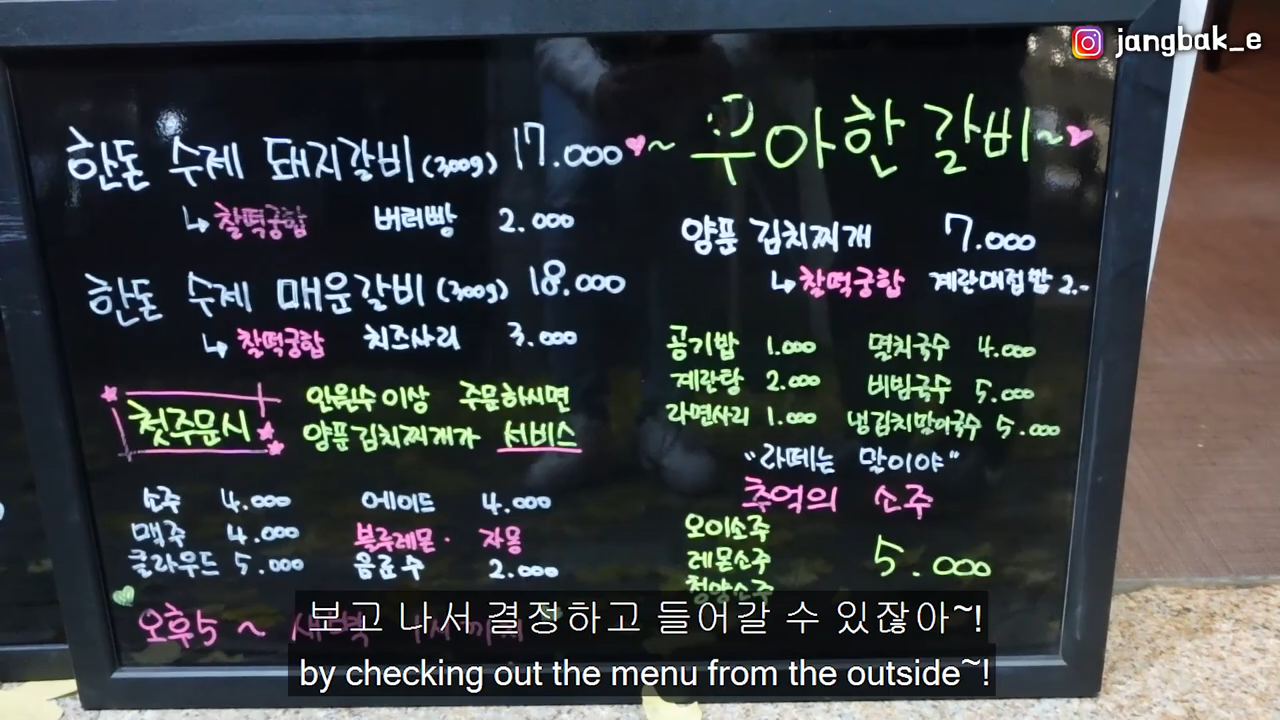 jangbak_e
한돈 수제 돼지갈비 (300g) 17.000
↳ 찰떡궁합 버터빵 2.000
한돈 수제 매운갈비 (300g) 18.000
↳ 찰떡궁합 치즈사리 3.000
첫주문시
인원수 이상 주문하시면
양푼김치찌개가 서비스
소주 4.000
맥주 4.000
클라우드 5.000
에이드 4.000
블루레몬 · 자몽
음료수 2.000
오후 5 ~ 새벽
~ 우아한 갈비 ~
양푼 김치찌개 7.000
↳ 찰떡궁합 계란대접밥 2.-
공기밥 1.000
계란탕 2.000
라면사리 1.000
멸치국수 4.000
비빔국수 5.000
냉김치말이국수 5.000
"라떼는 말이야"
추억의 소주
오이소주
레몬소주
청양소주
5.000
보고 나서 결정하고 들어갈 수 있잖아~!
by checking out the menu from the outside~!